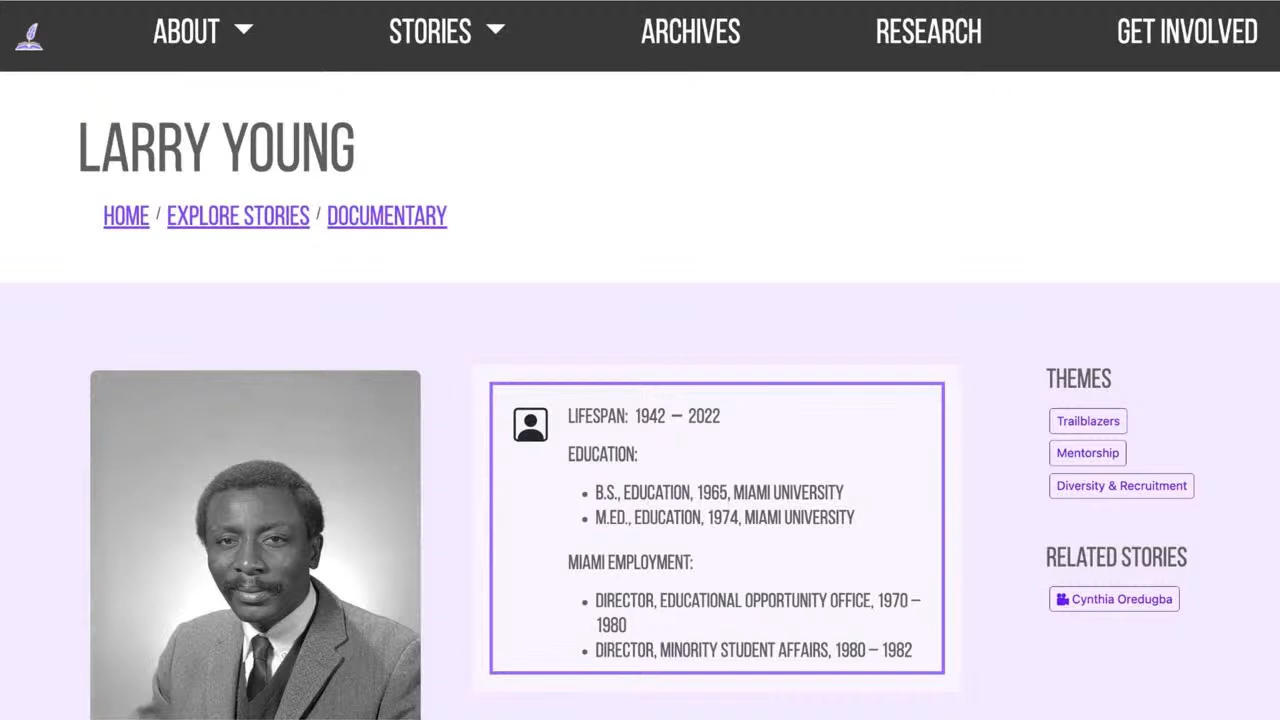 ABOUT
STORIES
ARCHIVES
RESEARCH
GET INVOLVED
LARRY YOUNG
HOME / EXPLORE STORIES / DOCUMENTARY
LIFESPAN: 1942 – 2022
EDUCATION:
• B.S., EDUCATION, 1965, MIAMI UNIVERSITY
• M.ED., EDUCATION, 1974, MIAMI UNIVERSITY
MIAMI EMPLOYMENT:
• DIRECTOR, EDUCATIONAL OPPORTUNITY OFFICE, 1970 –
1980
• DIRECTOR, MINORITY STUDENT AFFAIRS, 1980 – 1982
THEMES
Trailblazers
Mentorship
Diversity & Recruitment
RELATED STORIES
Cynthia Oredugba